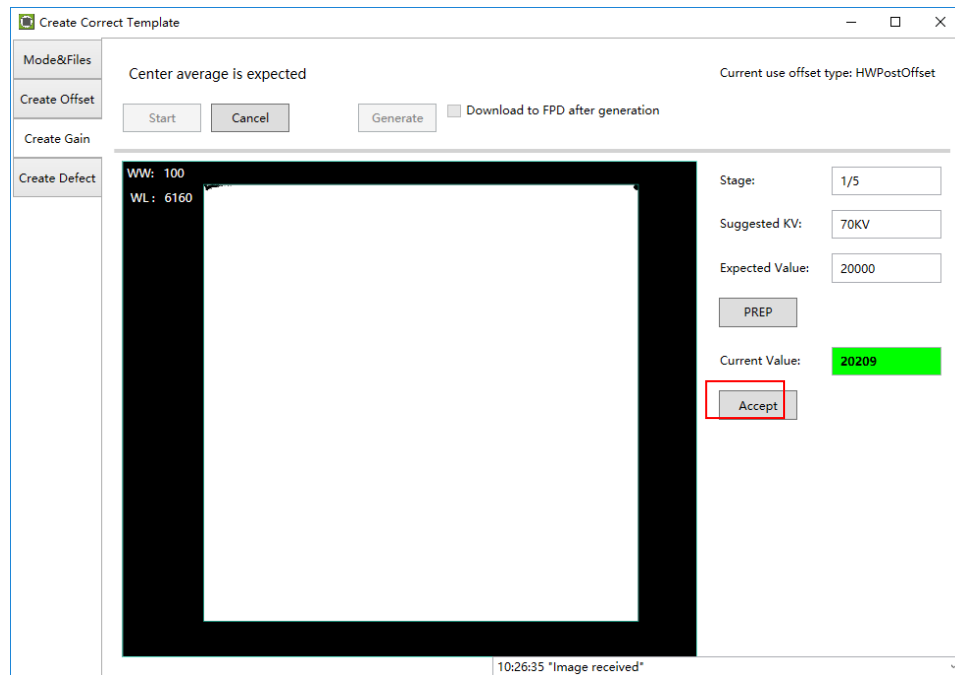 Create Correct Template
Mode&Files
Create Offset
Create Gain
Create Defect
Center average is expected
Current use offset type: HWPostOffset
Start
Cancel
Generate
Download to FPD after generation
WW: 100
WL: 6160
Stage:
1/5
Suggested KV:
70KV
Expected Value:
20000
PREP
Current Value:
20209
Accept
10:26:35 "Image received"